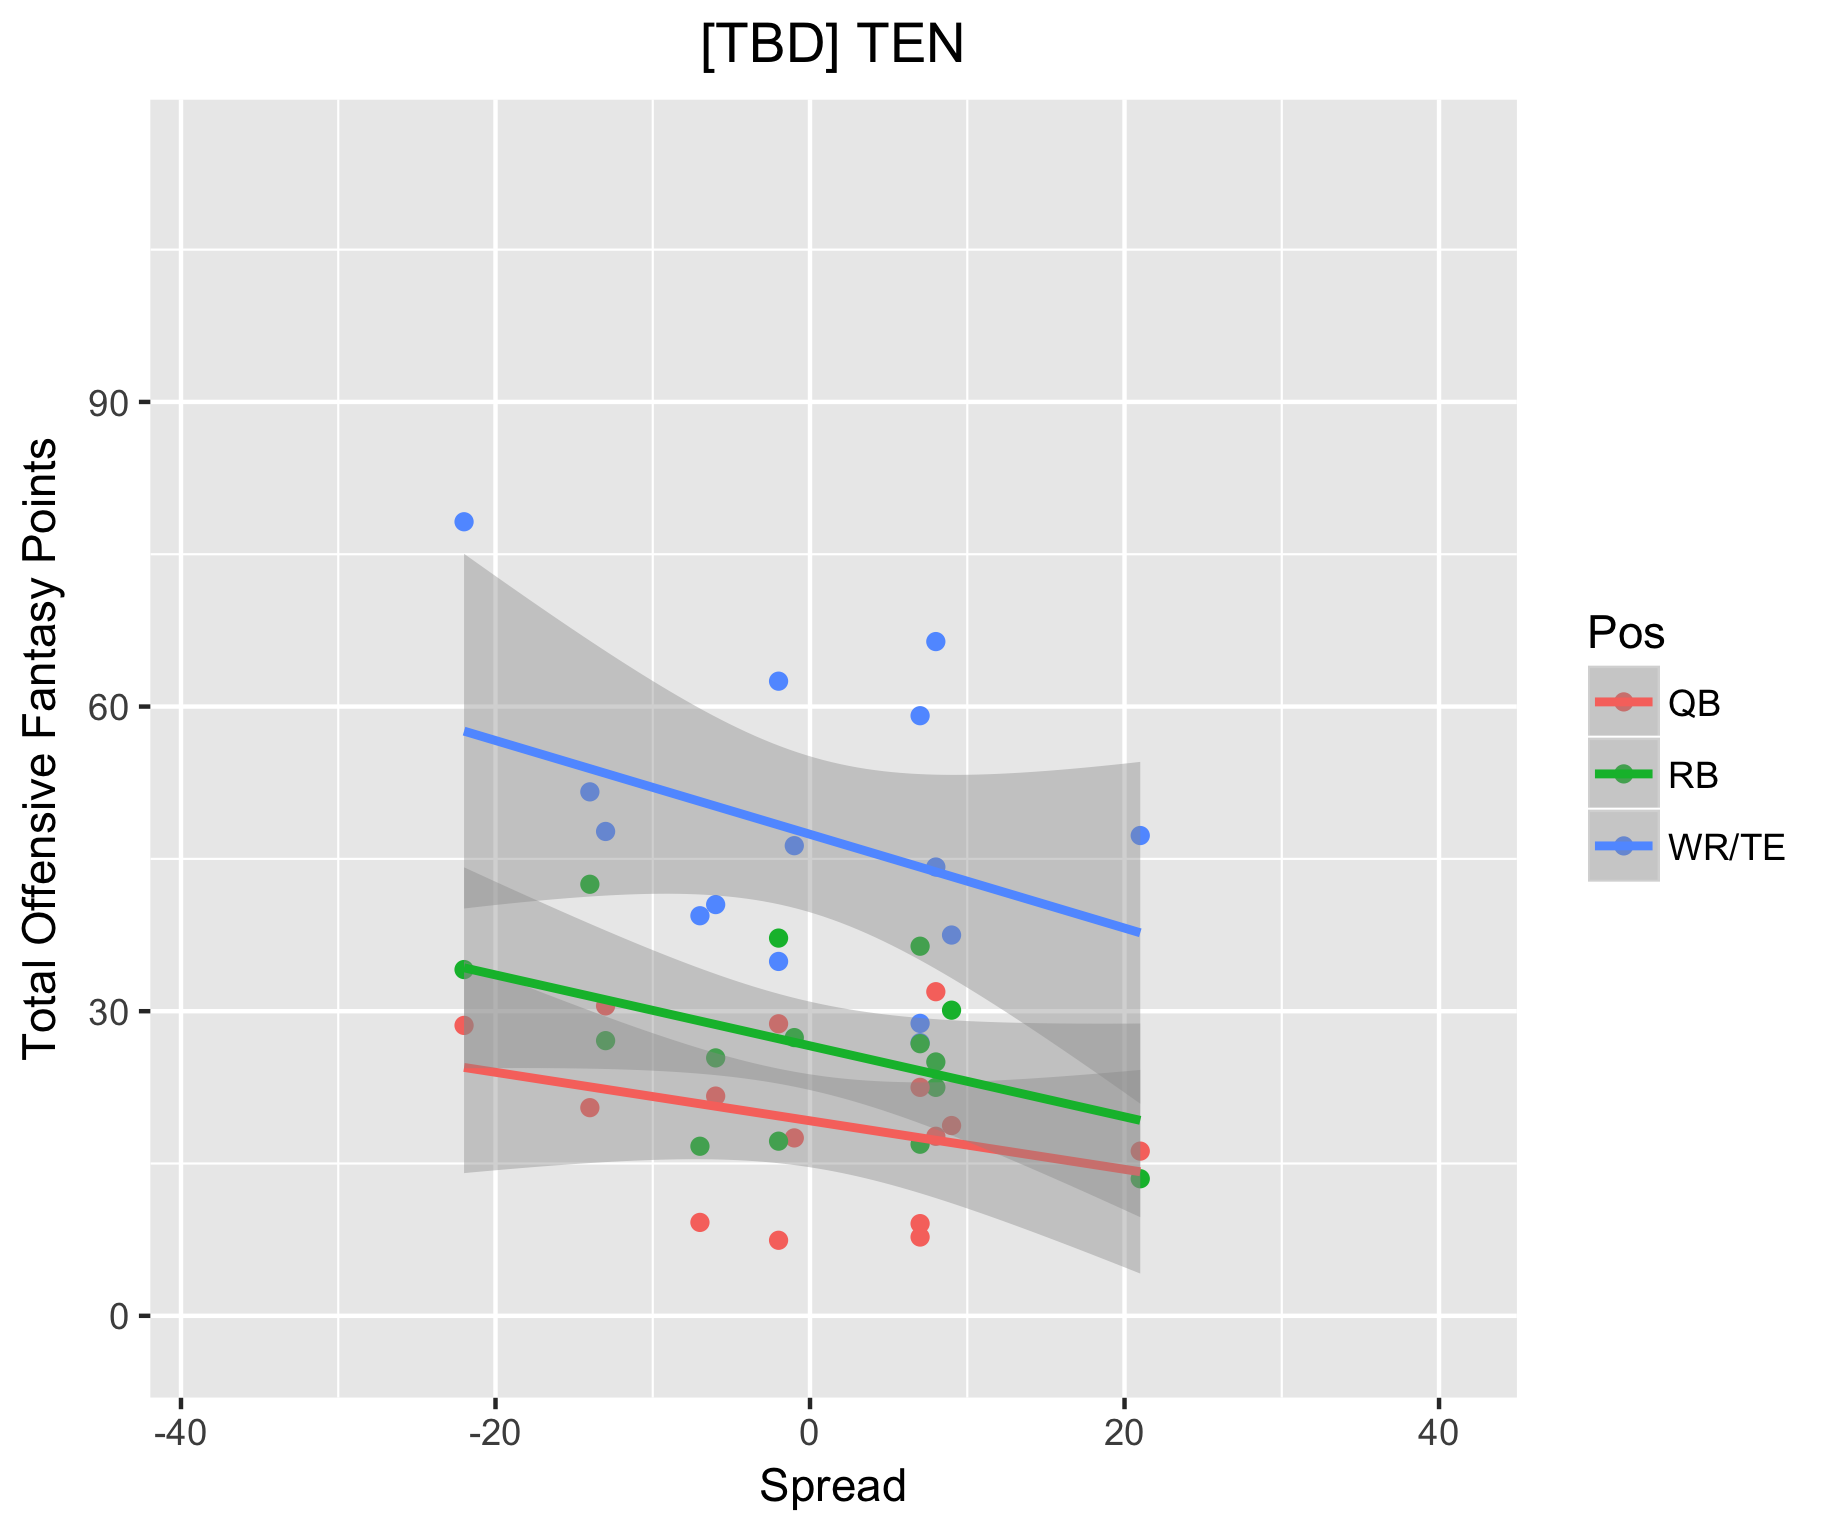 [TBD] TEN
Total Offensive Fantasy Points
90
60
30
0
-40
-20
0
20
40
Spread
Pos
QB
RB
WR/TE